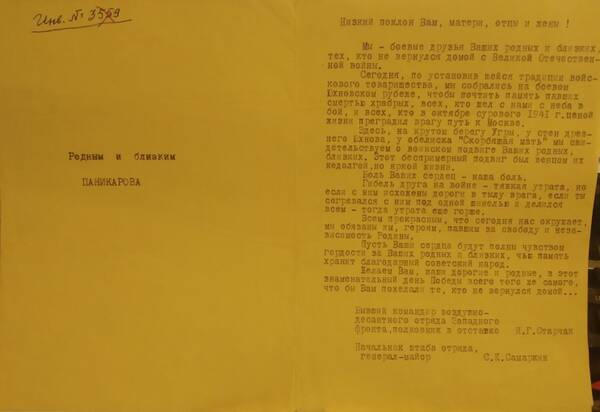 Инв. № 3559
Родным и близким
ПАНИКАРОВА
Низкий поклон Вам, матери, отцы и жены !
Мы - боевые друзья Ваших родных и близких,
тех, кто не вернулся домой с Великой Отечествен-
ной войны.
Сегодня, по установив шейся традиции войс-
кового товарищества, мы собрались на боевом
Юхновском рубеже, чтобы почтить память павших
смертью храбрых, всех, кто шел с нами с неба в
бой, и всех, кто в октябре сурового 1941 г. ценой
жизни преградил врагу путь к Москве.
Здесь, на крутом берегу Угры, у стен древ-
него Юхнова, у обелиска "Скорбящая мать" мы сви-
детельствуем о воинском подвиге Ваших родных,
близких. Этот беспримерный подвиг был венцом их
недолгой, но яркой жизни.
Боль Ваших сердец - наша боль.
Гибель друга на войне - тяжкая утрата, но
если с ним исхожены дороги в тылу врага, если ты
согревался с ним под одной шинелью и делился
всем - тогда утрата еще горше.
Всем прекрасным, что сегодня нас окружает,
мы обязаны им, героям, павшим за свободу и неза-
висимость Родины.
Пусть Ваши сердца будут полны чувством
гордости за Ваших родных и близких, чью память
хранит благодарный советский народ.
Желаем Вам, наши дорогие и родные, в этот
знаменательный день Победы всего того же самого,
что бы Вам пожелали те, кто не вернулся домой...
Бывший командир воздушно-
десантного отряда Западного
фронта, полковник в отставке И.Г.Старчак
Начальник штаба отряда,
генерал-майор С.К.Самаркин